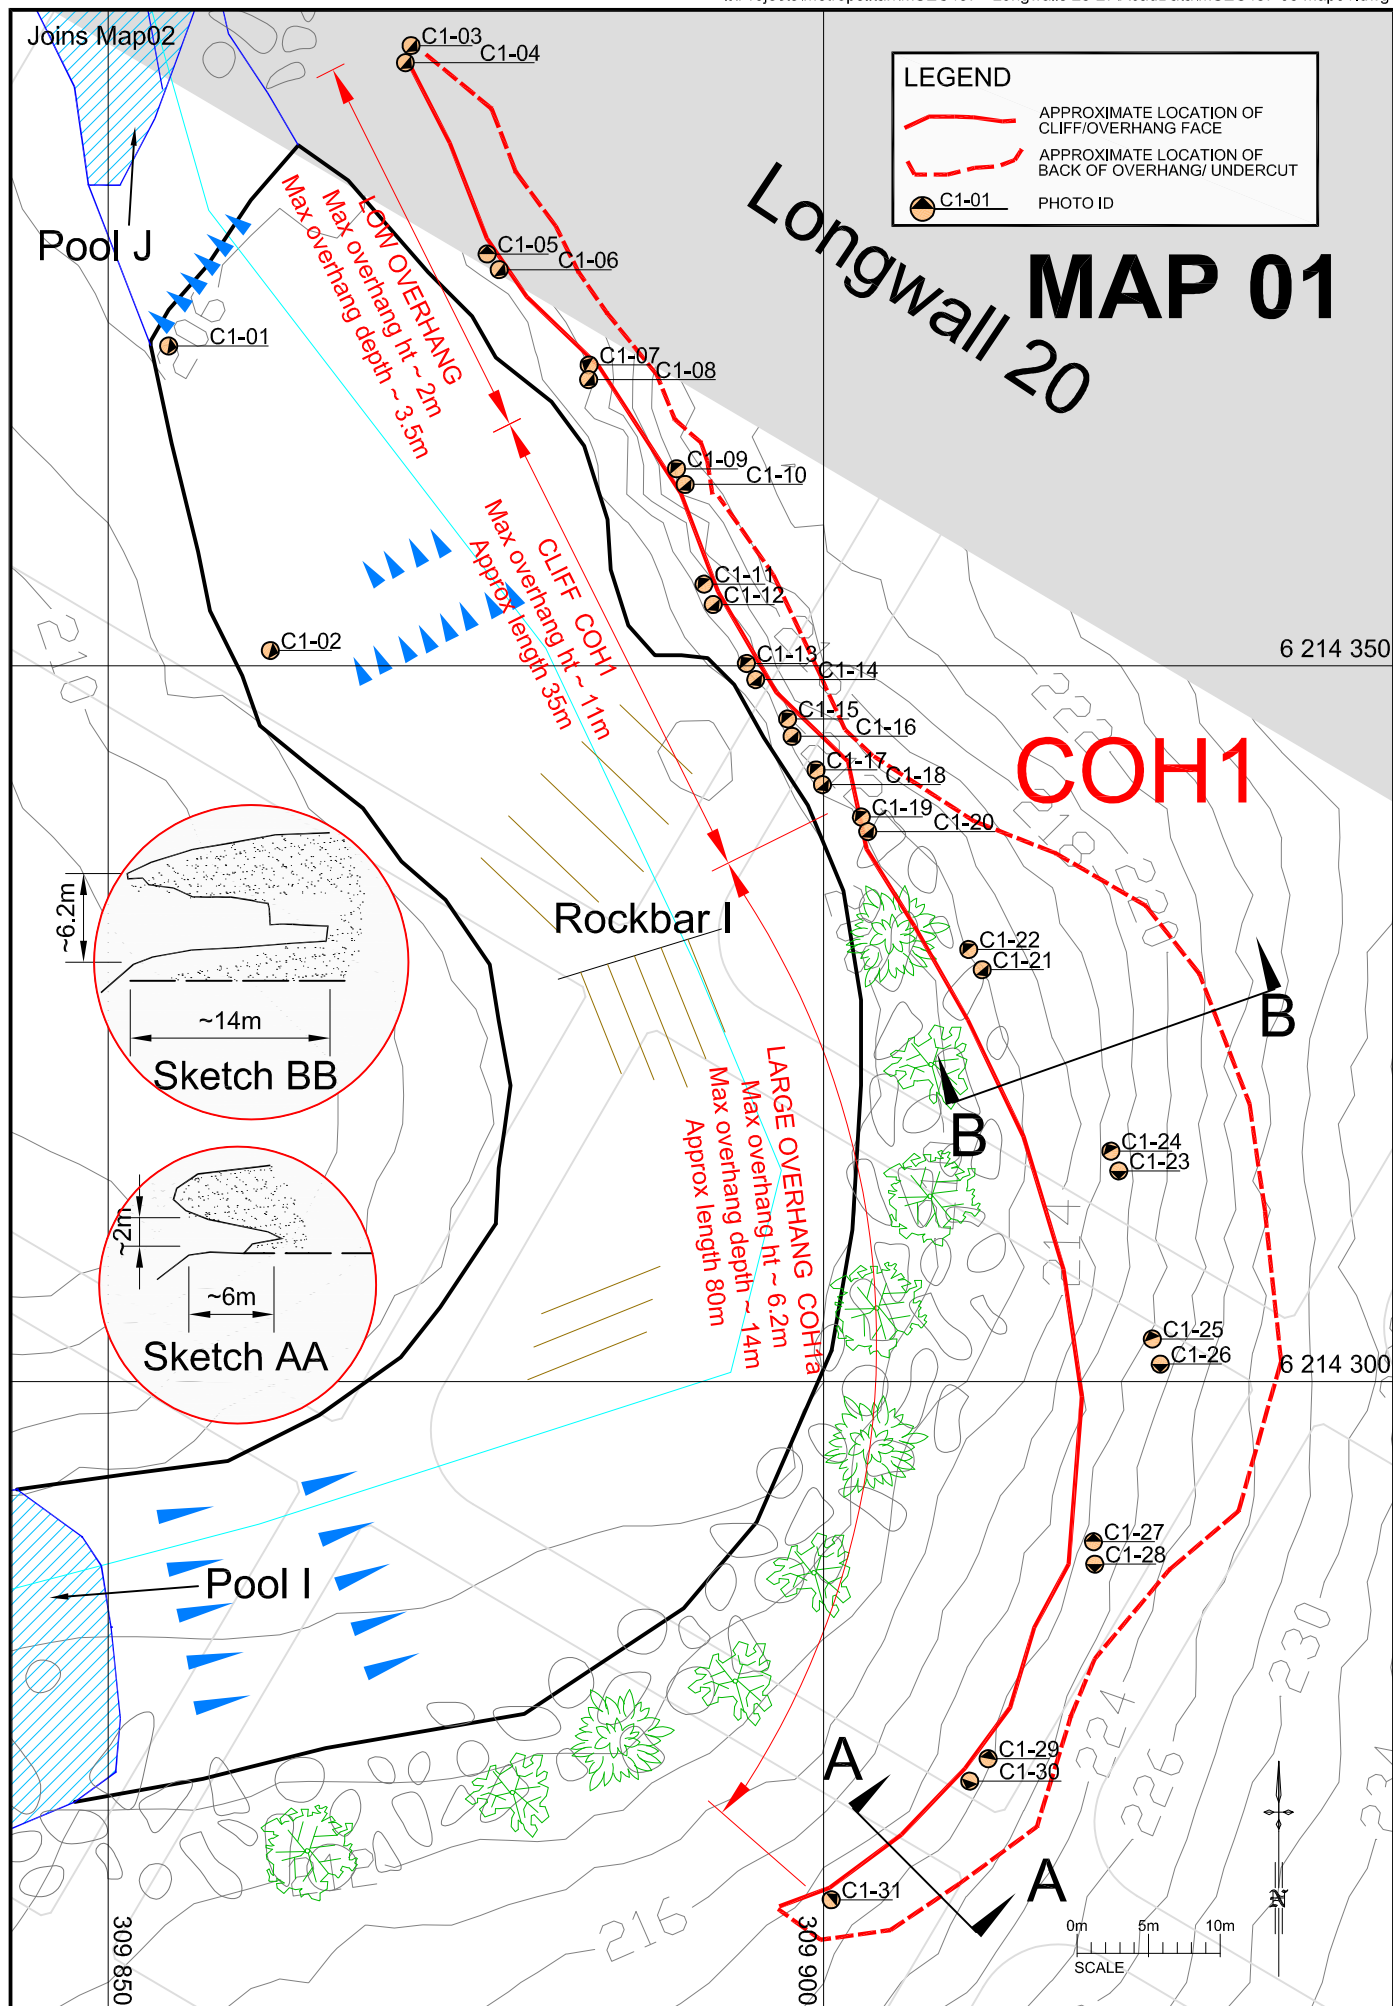 Joins Map02
C1-03
C1-04
LEGEND
APPROXIMATE LOCATION OF
CLIFF/OVERHANG FACE
APPROXIMATE LOCATION OF
BACK OF OVERHANG/ UNDERCUT
C1-01
PHOTO ID
MAP 01
Longwall 20
Pool J
C1-01
C1-05
C1-06
LOW OVERHANG
Max overhang ht ~ 2m
Max overhang depth ~ 3.5m
C1-07
C1-08
C1-09
C1-10
CLIFF COH1
Max overhang ht ~ 11m
Approx length 35m
C1-11
C1-12
C1-02
210
C1-13
C1-14
6 214 350
C1-15
C1-16
C1-17
C1-18
COH1
C1-19
C1-20
~6.2m
~14m
Sketch BB
Rockbar I
C1-22
C1-21
B
B
LARGE OVERHANG COH1a
Max overhang ht ~ 6.2m
Max overhang depth ~ 14m
Approx length 80m
~2m
~6m
Sketch AA
C1-24
C1-23
214
C1-25
C1-26
6 214 300
C1-27
C1-28
Pool I
230
224
226
C1-29
C1-30
A
A
C1-31
216
N
0m
5m
10m
SCALE
309 850
309 900